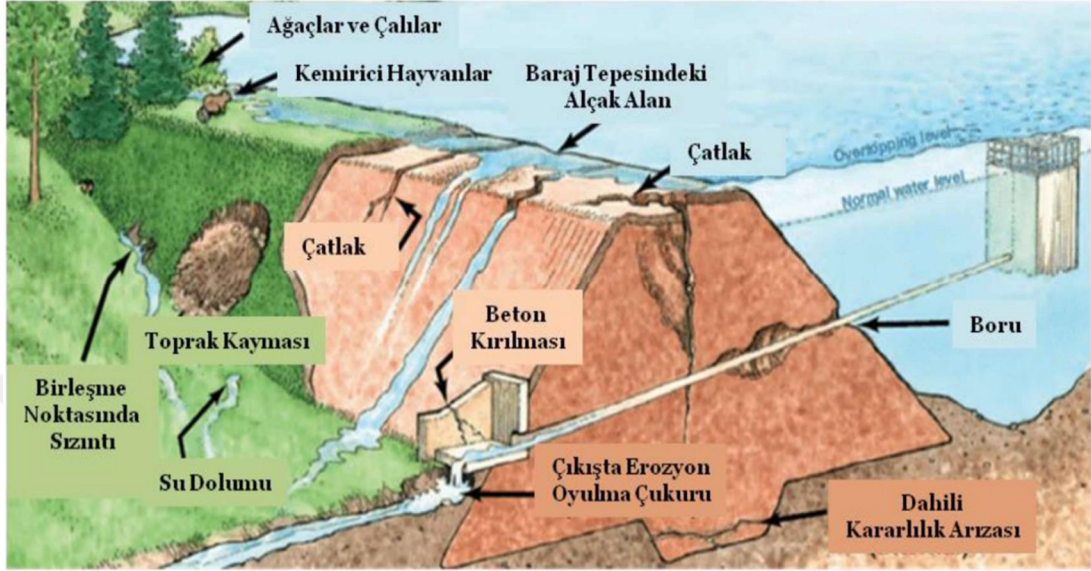 Ağaçlar ve Çalılar
Kemirici Hayvanlar
Baraj Tepesindeki
Alçak Alan
Çatlak
Overtopping level
Normal water level
Çatlak
Beton
Kırılması
Boru
Toprak Kayması
Birleşme
Noktasında
Sızıntı
Su Dolumu
Çıkışta Erozyon
Oyulma Çukuru
Dahili
Kararlılık Arızası